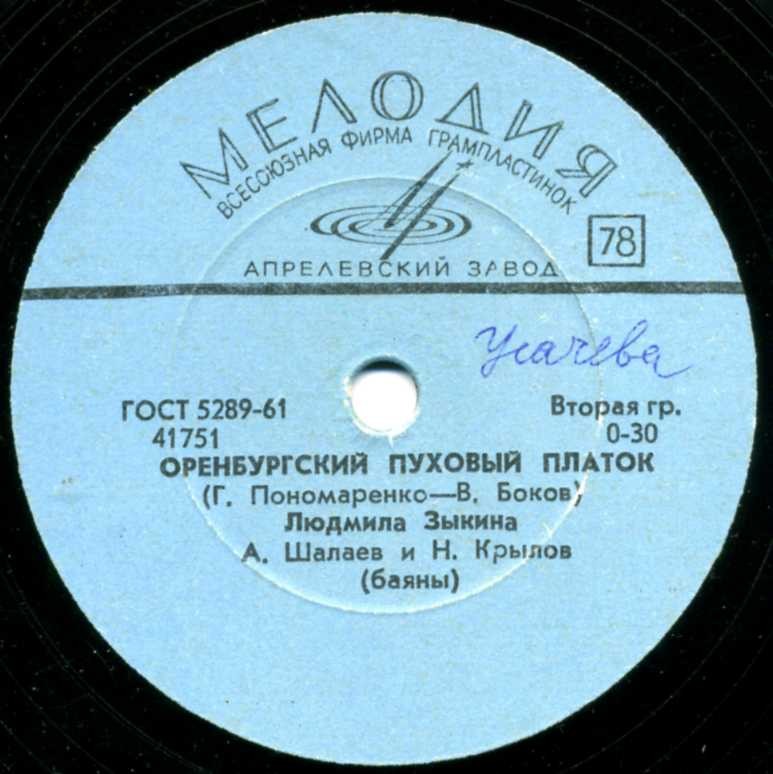 МЕЛОДИЯ
ВСЕСОЮЗНАЯ ФИРМА ГРАМПЛАСТИНОК
78
АПРЕЛЕВСКИЙ ЗАВОД
Усачева
ГОСТ 5289-61 Вторая гр.
41751 0-30
ОРЕНБУРГСКИЙ ПУХОВЫЙ ПЛАТОК
(Г. Пономаренко—В. Боков)
Людмила Зыкина
А. Шалаев и Н. Крылов
(баяны)